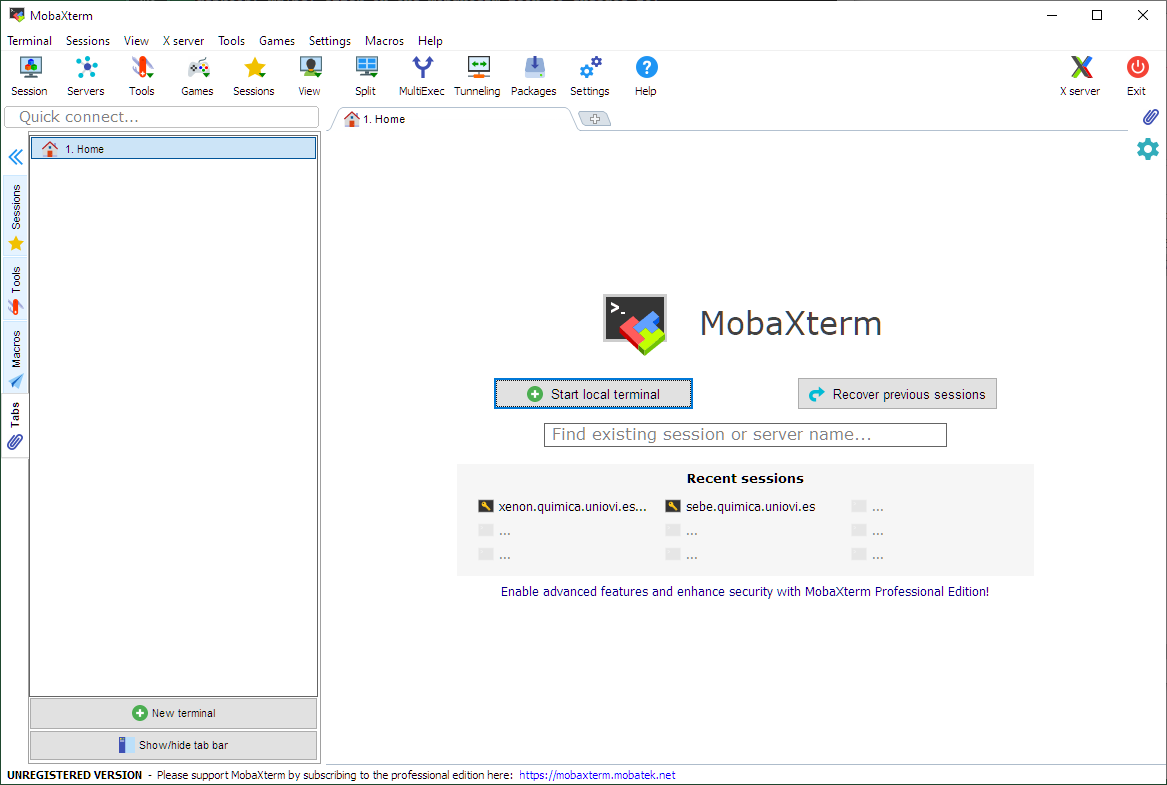 MobaXterm
Terminal Sessions View X server Tools Games Settings Macros Help
Session Servers Tools Games Sessions View Split MultiExec Tunneling Packages Settings Help X server Exit
Quick connect...
1. Home
1. Home
Sessions
Tools
Macros
Tabs
>_
MobaXterm
Start local terminal
Recover previous sessions
Find existing session or server name...
Recent sessions
xenon.quimica.uniovi.es... sebe.quimica.uniovi.es ...
... ... ...
... ... ...
Enable advanced features and enhance security with MobaXterm Professional Edition!
New terminal
Show/hide tab bar
UNREGISTERED VERSION - Please support MobaXterm by subscribing to the professional edition here: https://mobaxterm.mobatek.net